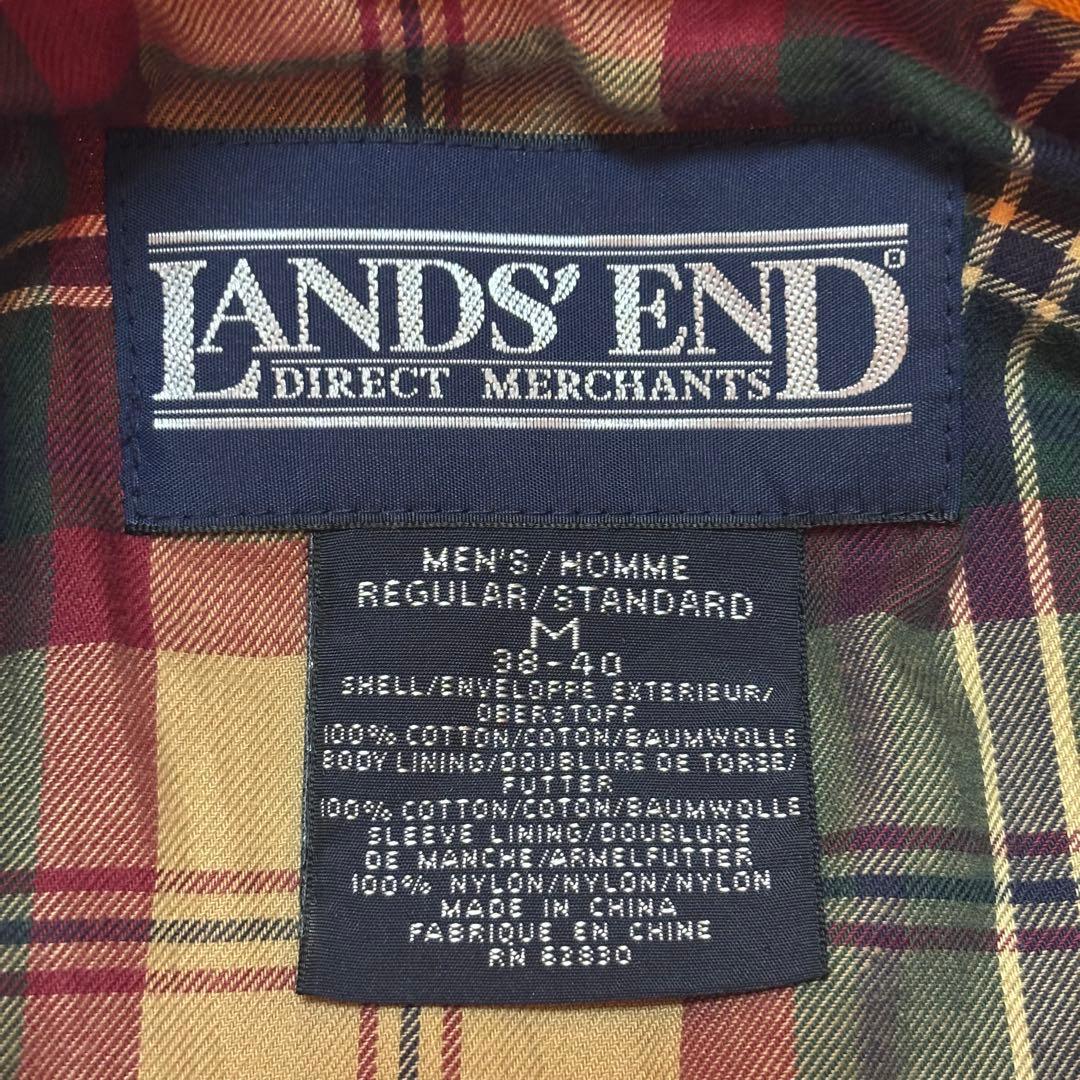 LANDS' END®
DIRECT MERCHANTS
MEN'S/HOMME
REGULAR/STANDARD
M
38-40
SHELL/ENVELOPPE EXTERIEUR/
OBERSTOFF
100% COTTON/COTON/BAUMWOLLE
BODY LINING/DOUBLURE DE TORSE/
FUTTER
100% COTTON/COTON/BAUMWOLLE
SLEEVE LINING/DOUBLURE
DE MANCHE/ARMELFUTTER
100% NYLON/NYLON/NYLON
MADE IN CHINA
FABRIQUE EN CHINE
RN 62830